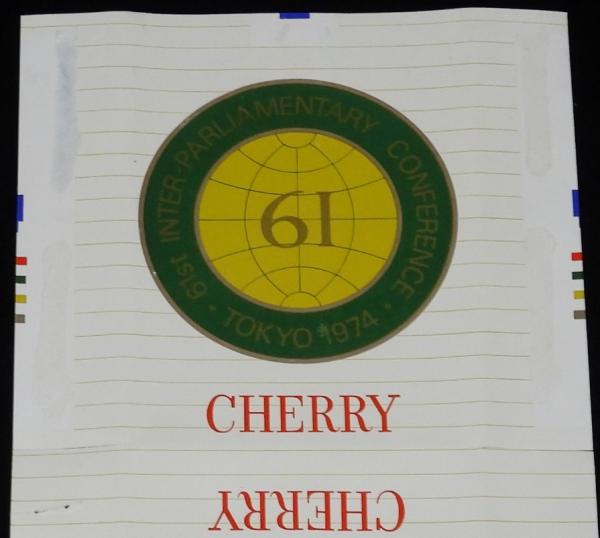 61st INTER-PARLIAMENTARY CONFERENCE
61
· TOKYO 1974 ·
CHERRY
CHERRY